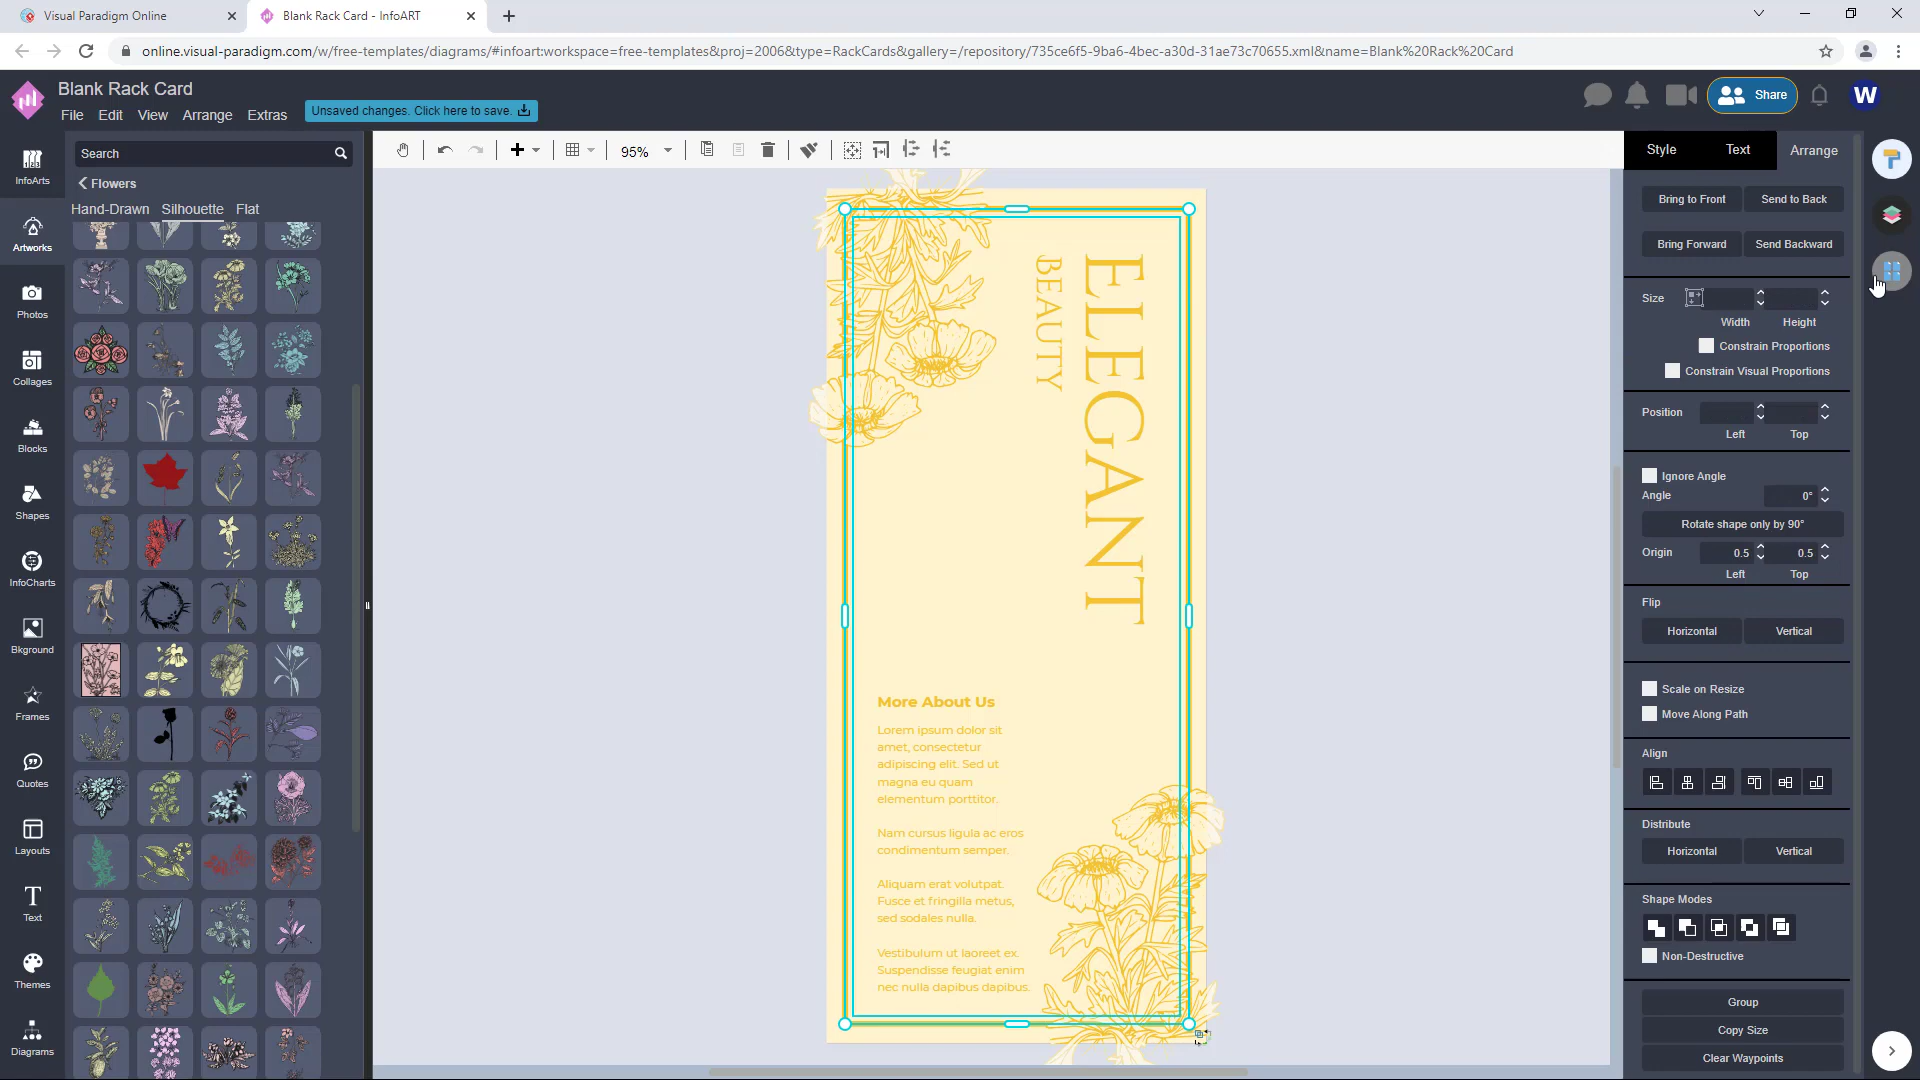 Visual Paradigm Online
Blank Rack Card - InfoART
online.visual-paradigm.com/w/free-templates/diagrams/#infoart:workspace=free-templates&proj=2006&type=RackCards&gallery=/repository/735ce6f5-9ba6-4bec-a30d-31ae73c70655.xml&name=Blank%20Rack%20Card
Blank Rack Card
File Edit View Arrange Extras
Unsaved changes. Click here to save.
Share
W
InfoArts
Artworks
Photos
Collages
Blocks
Shapes
InfoCharts
Bkground
Frames
Quotes
Layouts
Text
Themes
Diagrams
Search
Flowers
Hand-Drawn Silhouette Flat
95%
ELEGANT
BEAUTY
More About Us
Lorem ipsum dolor sit
amet, consectetur
adipiscing elit. Sed ut
magna eu quam
elementum porttitor.
Nam cursus ligula ac eros
condimentum semper.
Aliquam erat volutpat.
Fusce et fringilla metus,
sed sodales nulla.
Vestibulum ut laoreet ex.
Suspendisse feugiat enim
nec nulla dapibus dapibus.
Style Text Arrange
Bring to Front Send to Back
Bring Forward Send Backward
Size
Width Height
Constrain Proportions
Constrain Visual Proportions
Position
Left Top
Ignore Angle
Angle 0°
Rotate shape only by 90°
Origin 0.5 0.5
Left Top
Flip
Horizontal Vertical
Scale on Resize
Move Along Path
Align
Distribute
Horizontal Vertical
Shape Modes
Non-Destructive
Group
Copy Size
Clear Waypoints